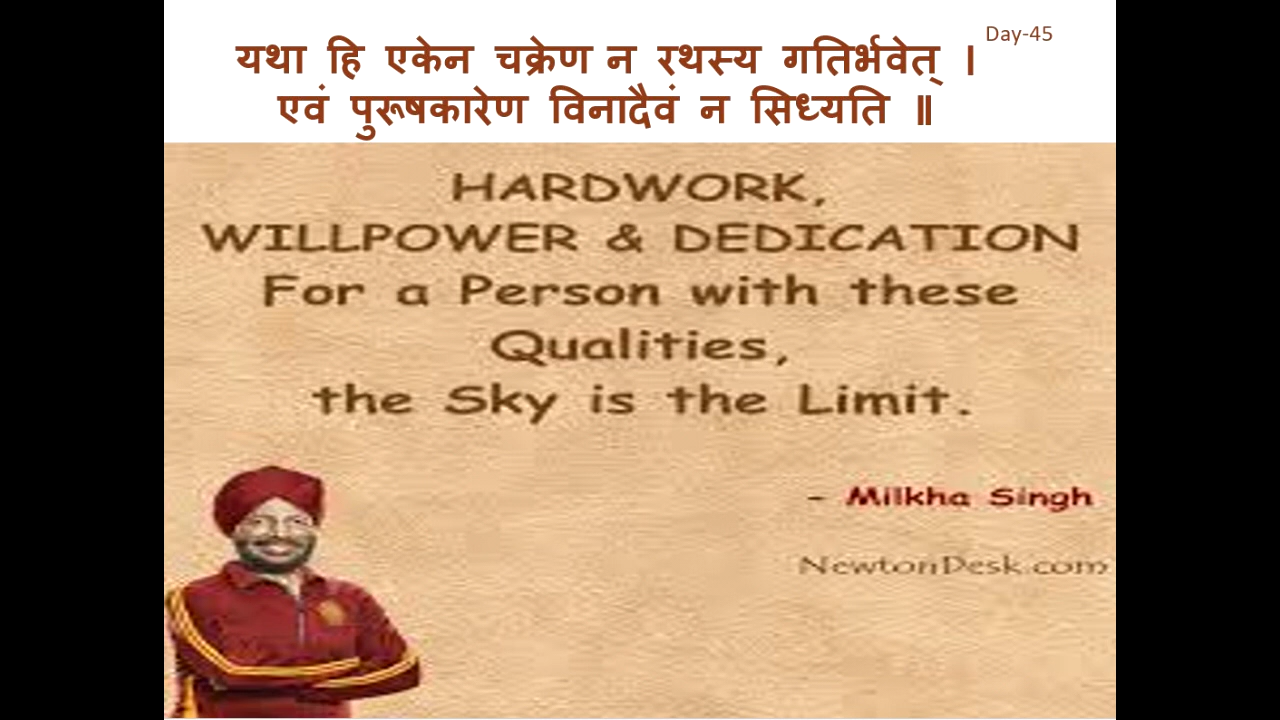 Day-45
यथा हि एकेन चक्रेण न रथस्य गतिर्भवेत् ।
एवं पुरूषकारेण विनादैवं न सिध्यति ॥
HARDWORK,
WILLPOWER & DEDICATION
For a Person with these
Qualities,
the Sky is the Limit.
- Milkha Singh
NewtonDesk.com